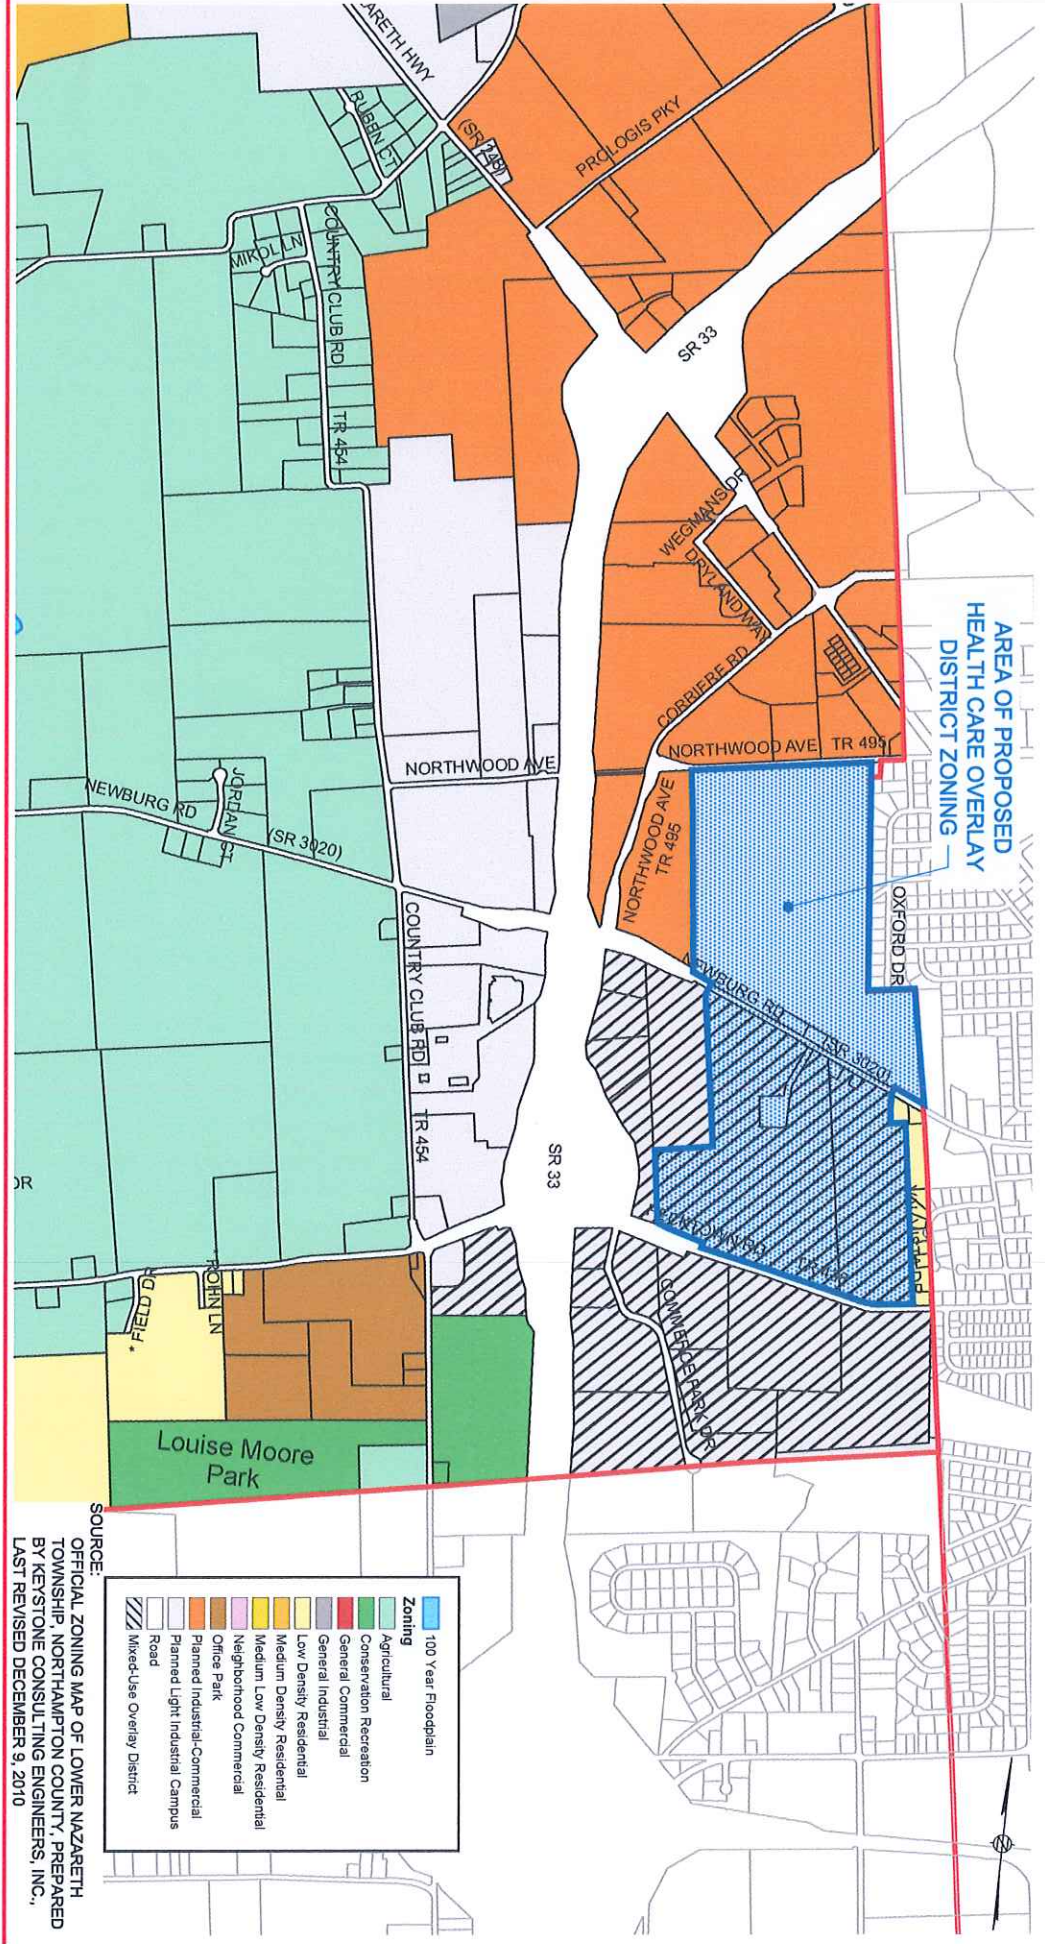 AREA OF PROPOSED
HEALTH CARE OVERLAY
DISTRICT ZONING
ARETH HWY
(SR 248)
PROLOGIS PKY
RUBEN CT
MIKOL LN
COUNTRY CLUB RD
TR 454
SR 33
WEGMANS DR
DRYLAND WAY
CORRIERE RD
NORTHWOOD AVE TR 495
NORTHWOOD AVE
NORTHWOOD AVE
TR 495
OXFORD DR
NEWBURG RD
(SR 3020)
JORDAN CT
NEWBURG RD
(SR 3020)
COUNTRY CLUB RD
TR 454
SR 33
COMMERCE PARK DR
DR
* FIELD DR
ROHN LN
Louise Moore
Park
100 Year Floodplain
Zoning
Agricultural
Conservation Recreation
General Commercial
General Industrial
Low Density Residential
Medium Density Residential
Medium Low Density Residential
Neighborhood Commercial
Office Park
Planned Industrial-Commercial
Planned Light Industrial Campus
Road
Mixed-Use Overlay District
SOURCE:
OFFICIAL ZONING MAP OF LOWER NAZARETH
TOWNSHIP, NORTHAMPTON COUNTY, PREPARED
BY KEYSTONE CONSULTING ENGINEERS, INC.,
LAST REVISED DECEMBER 9, 2010
N